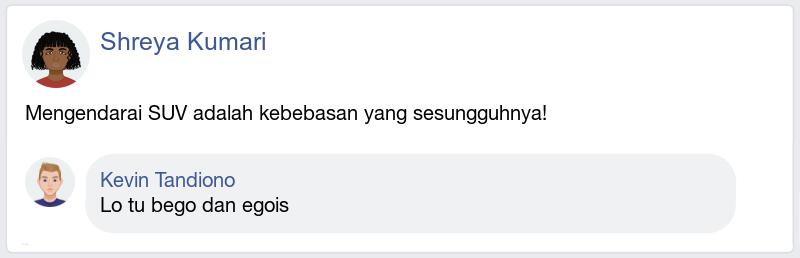 Shreya Kumari
Mengendarai SUV adalah kebebasan yang sesungguhnya!
Kevin Tandiono
Lo tu bego dan egois